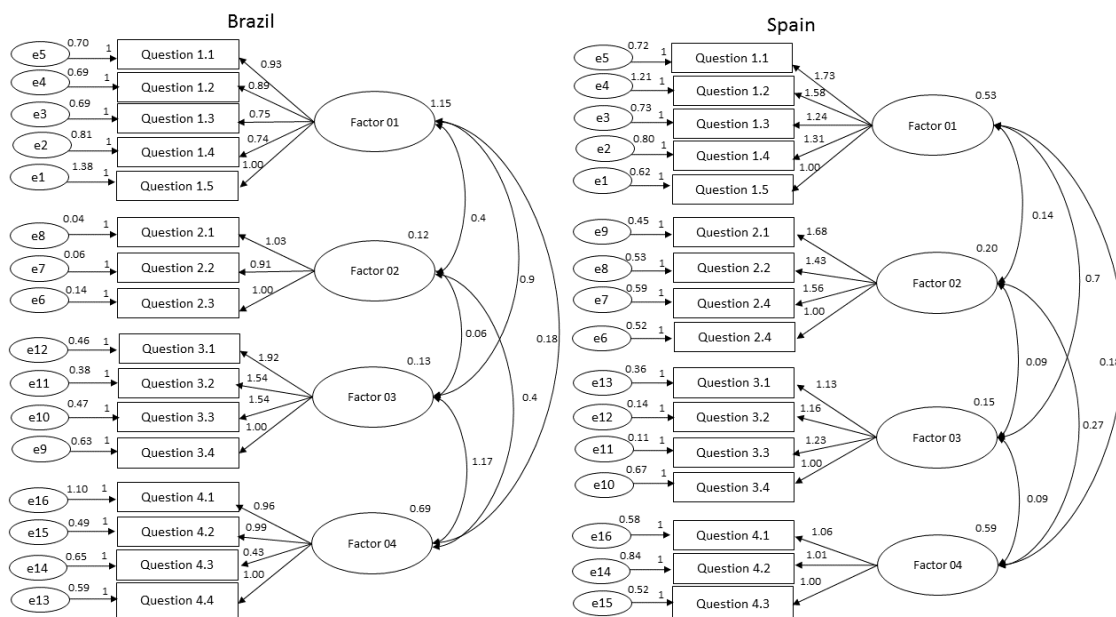 Brazil
e5 0.70 1 Question 1.1
e4 0.69 1 Question 1.2
e3 0.69 1 Question 1.3
e2 0.81 1 Question 1.4
e1 1.38 1 Question 1.5
0.93
0.89
0.75
0.74
1.00
Factor 01 1.15
e8 0.04 1 Question 2.1
e7 0.06 1 Question 2.2
e6 0.14 1 Question 2.3
1.03
0.91
1.00
Factor 02 0.12
e12 0.46 1 Question 3.1
e11 0.38 1 Question 3.2
e10 0.47 1 Question 3.3
e9 0.63 1 Question 3.4
1.92
1.54
1.54
1.00
Factor 03 0..13
e16 1.10 1 Question 4.1
e15 0.49 1 Question 4.2
e14 0.65 1 Question 4.3
e13 0.59 1 Question 4.4
0.96
0.99
0.43
1.00
Factor 04 0.69
0.4
0.9
0.06
0.18
0.4
1.17
Spain
e5 0.72 1 Question 1.1
e4 1.21 1 Question 1.2
e3 0.73 1 Question 1.3
e2 0.80 1 Question 1.4
e1 0.62 1 Question 1.5
1.73
1.58
1.24
1.31
1.00
Factor 01 0.53
e9 0.45 1 Question 2.1
e8 0.53 1 Question 2.2
e7 0.59 1 Question 2.4
e6 0.52 1 Question 2.4
1.68
1.43
1.56
1.00
Factor 02 0.20
e13 0.36 1 Question 3.1
e12 0.14 1 Question 3.2
e11 0.11 1 Question 3.3
e10 0.67 1 Question 3.4
1.13
1.16
1.23
1.00
Factor 03 0.15
e16 0.58 1 Question 4.1
e14 0.84 1 Question 4.2
e15 0.52 1 Question 4.3
1.06
1.01
1.00
Factor 04 0.59
0.14
0.7
0.09
0.18
0.27
0.09